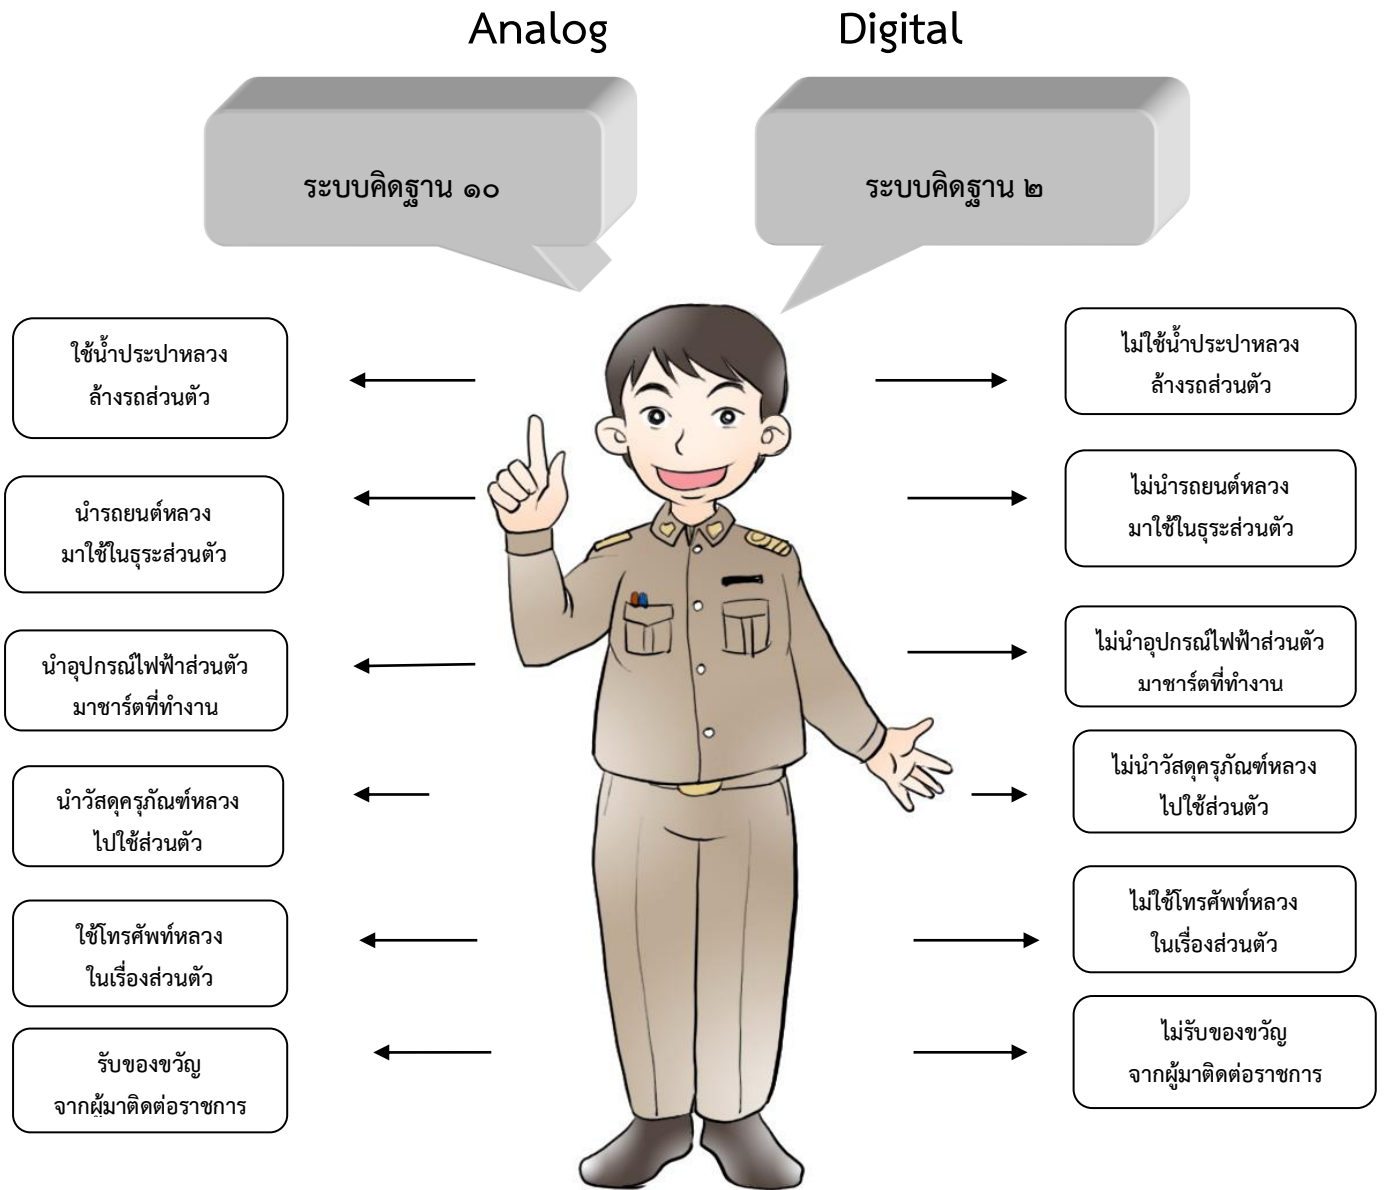 Analog
Digital
ระบบคิดฐาน ๑๐
ระบบคิดฐาน ๒
ใช้น้ำประปาหลวง
ล้างรถส่วนตัว
นำรถยนต์หลวง
มาใช้ในธุระส่วนตัว
นำอุปกรณ์ไฟฟ้าส่วนตัว
มาชาร์ตที่ทำงาน
นำวัสดุครุภัณฑ์หลวง
ไปใช้ส่วนตัว
ใช้โทรศัพท์หลวง
ในเรื่องส่วนตัว
รับของขวัญ
จากผู้มาติดต่อราชการ
ไม่ใช้น้ำประปาหลวง
ล้างรถส่วนตัว
ไม่นำรถยนต์หลวง
มาใช้ในธุระส่วนตัว
ไม่นำอุปกรณ์ไฟฟ้าส่วนตัว
มาชาร์ตที่ทำงาน
ไม่นำวัสดุครุภัณฑ์หลวง
ไปใช้ส่วนตัว
ไม่ใช้โทรศัพท์หลวง
ในเรื่องส่วนตัว
ไม่รับของขวัญ
จากผู้มาติดต่อราชการ